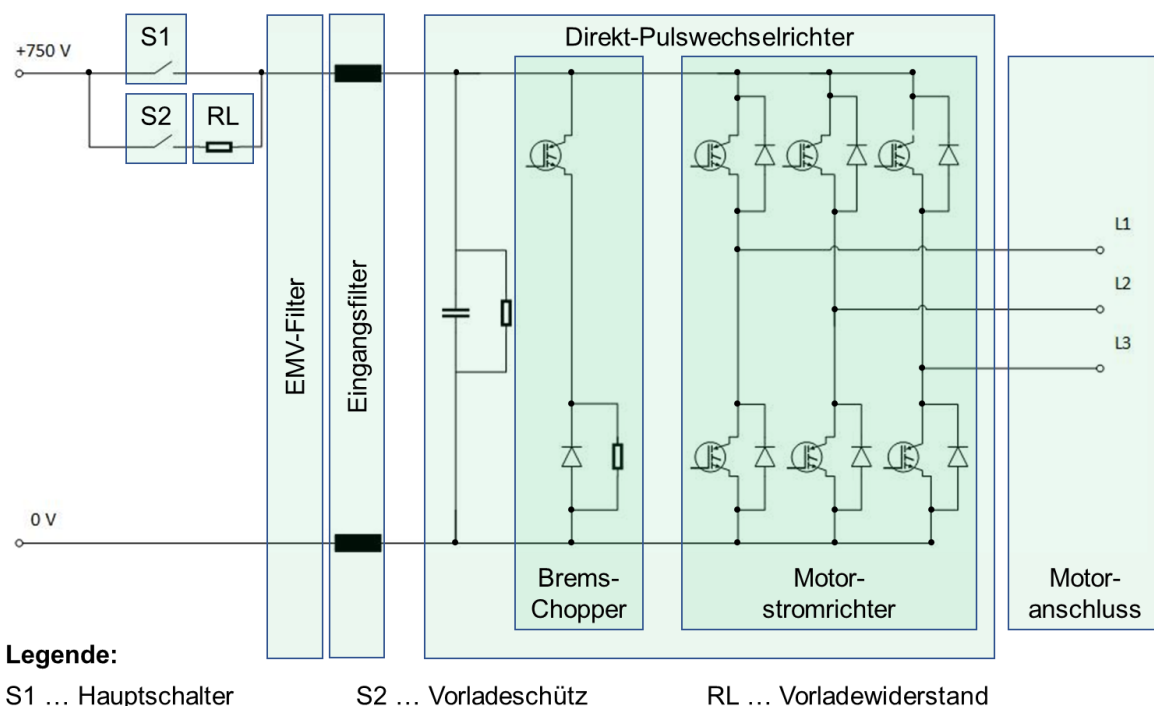 Direkt-Pulswechselrichter
S1
+750 V
S2
RL
EMV-Filter
Eingangsfilter
L1
L2
L3
0 V
Brems-
Chopper
Motor-
stromrichter
Motor-
anschluss
Legende:
S1 … Hauptschalter
S2 … Vorladeschütz
RL … Vorladewiderstand